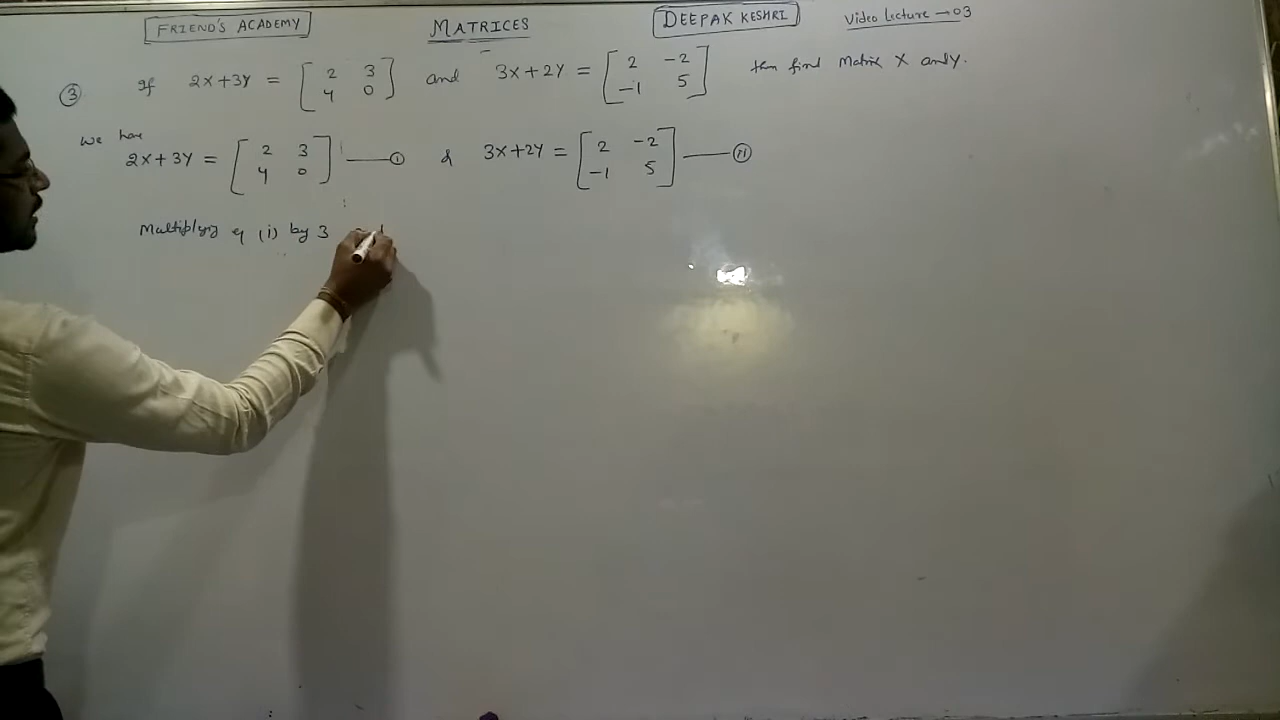 FRIEND'S ACADEMY MATRICES DEEPAK KESHRI Video Lecture → 03
③ If 2X+3Y = [2 3; 4 0] and 3X+2Y = [2 -2; -1 5] then find Matrix X and Y.
we have
2X+3Y = [2 3; 4 0] —— (i) & 3X+2Y = [2 -2; -1 5] —— (ii)
Multiplying eq (i) by 3